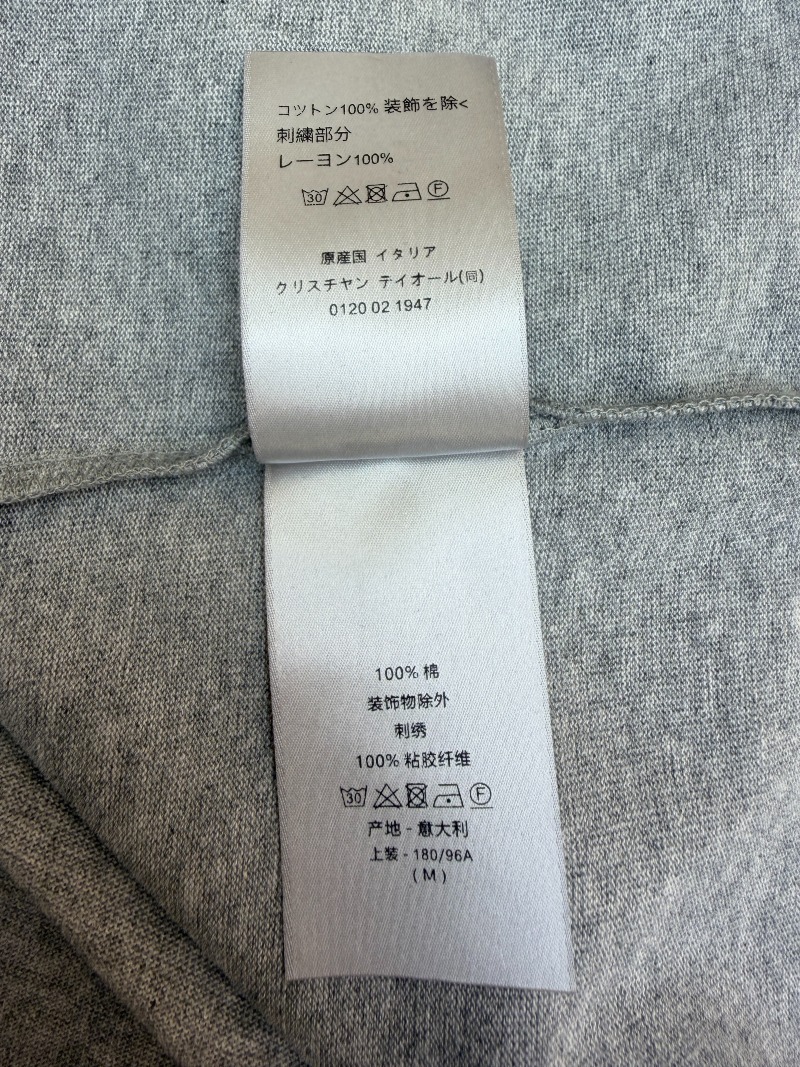 コットン100% 装飾を除<
刺繍部分
レーヨン100%
30 F
原産国 イタリア
クリスチャン テイオール(同)
0120 02 1947
100% 棉
装饰物除外
刺绣
100% 粘胶纤维
30 F
产地 - 意大利
上装 - 180/96A
(M)